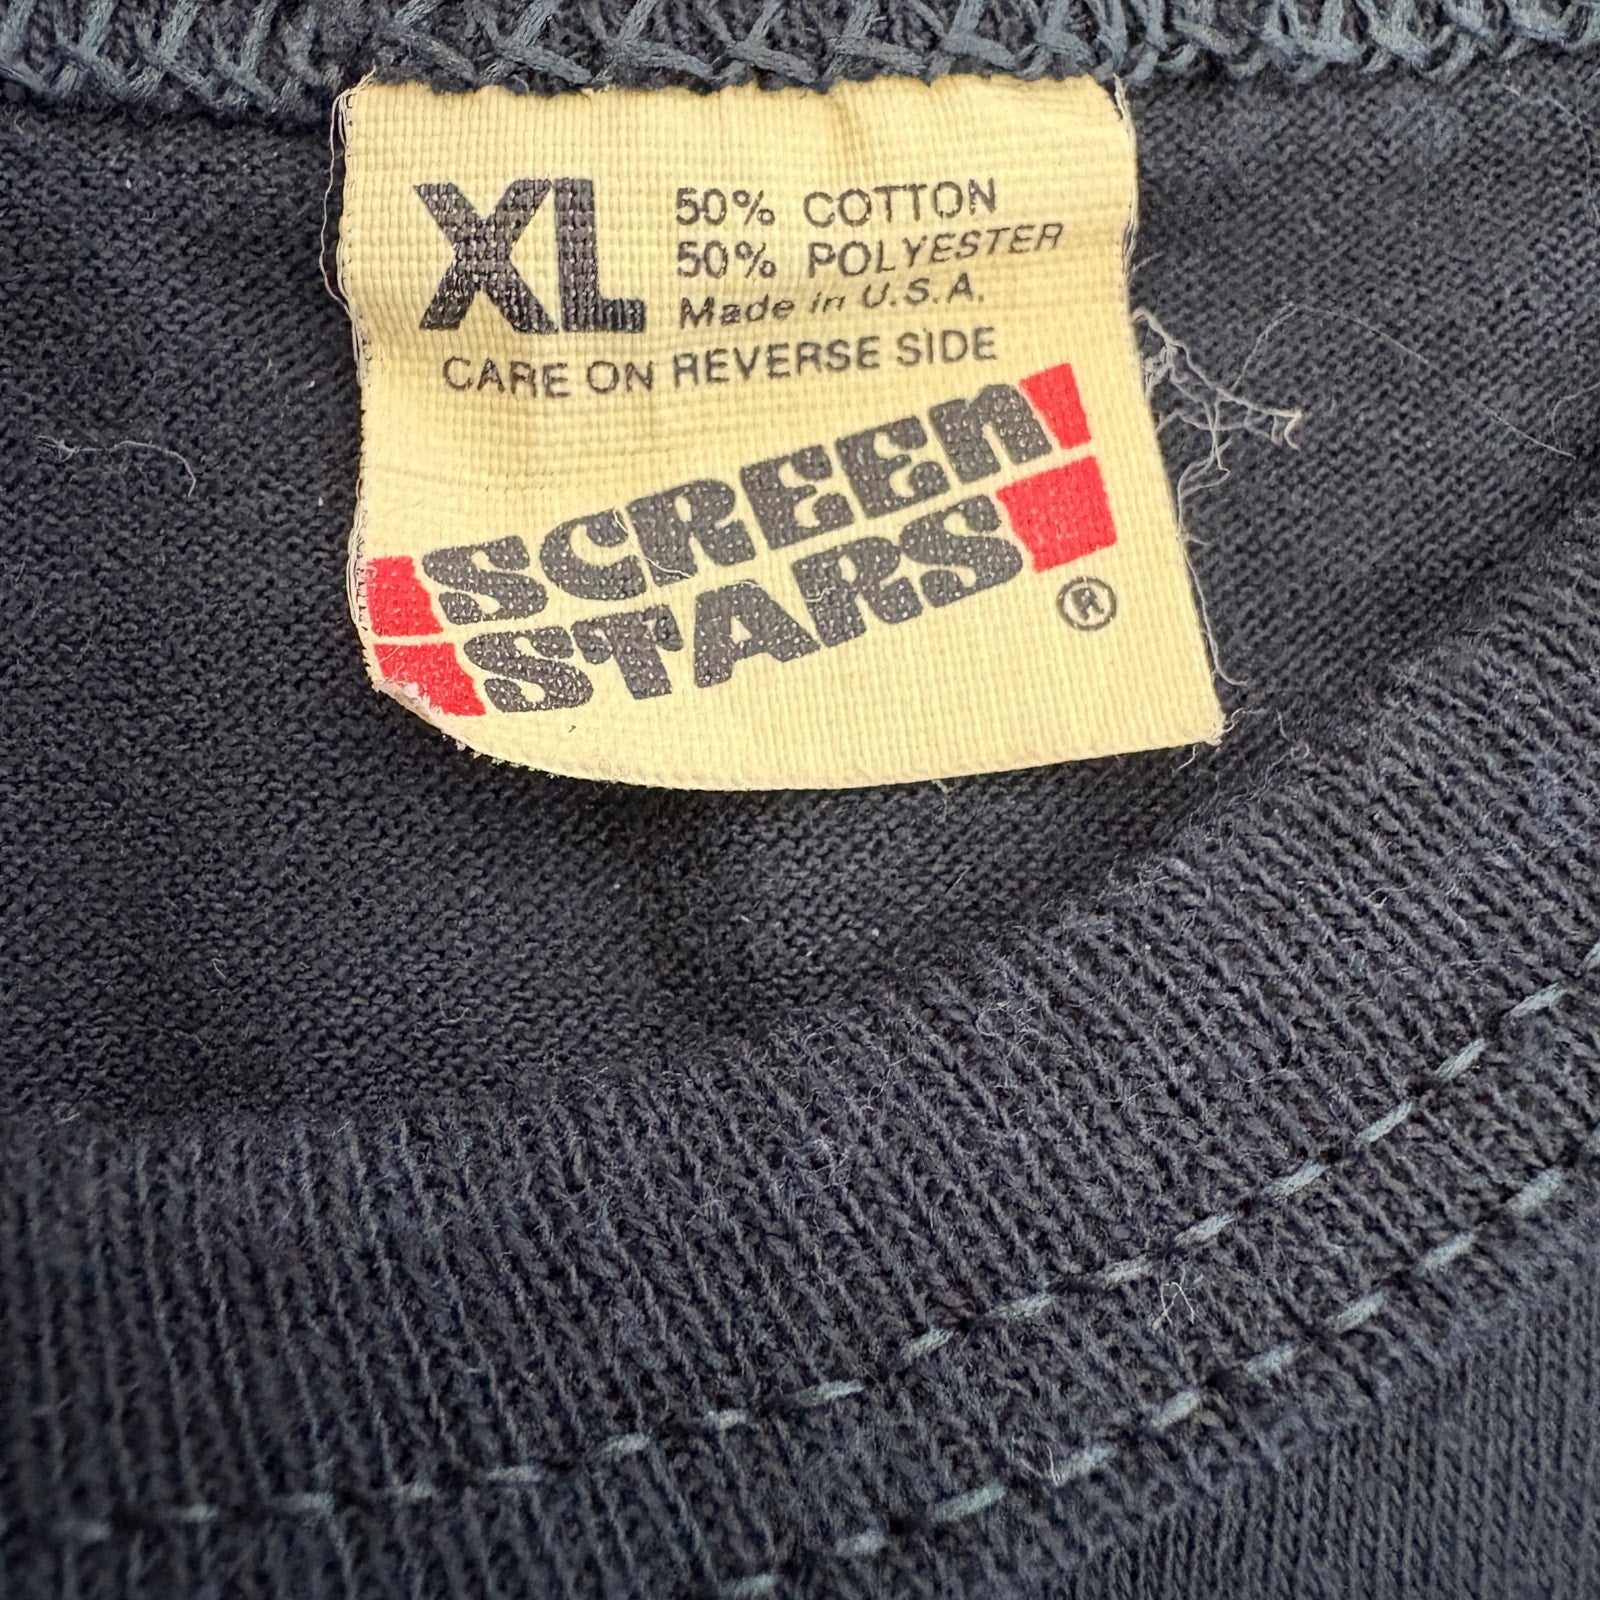 XL
50% COTTON
50% POLYESTER
Made in U.S.A.
CARE ON REVERSE SIDE
SCREEN
STARS
®